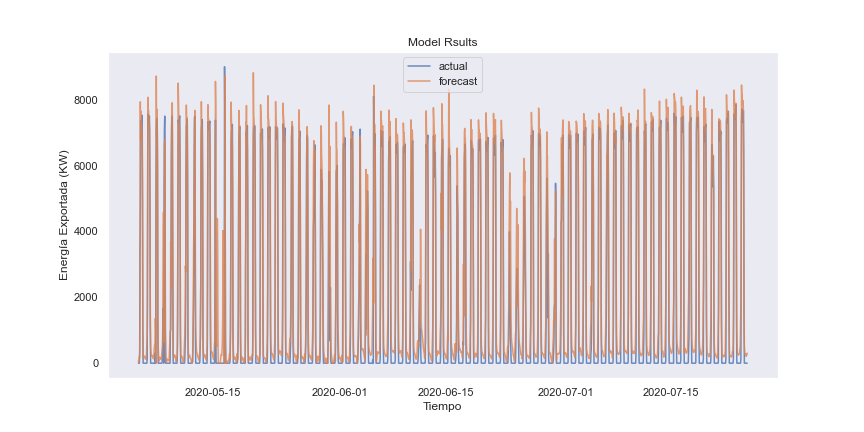 Model Rsults
actual
forecast
Energía Exportada (KW)
8000
6000
4000
2000
0
2020-05-15
2020-06-01
2020-06-15
2020-07-01
2020-07-15
Tiempo